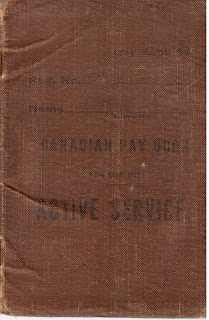 Reg. No.
Name
CANADIAN PAY BOOK
ACTIVE SERVICE.